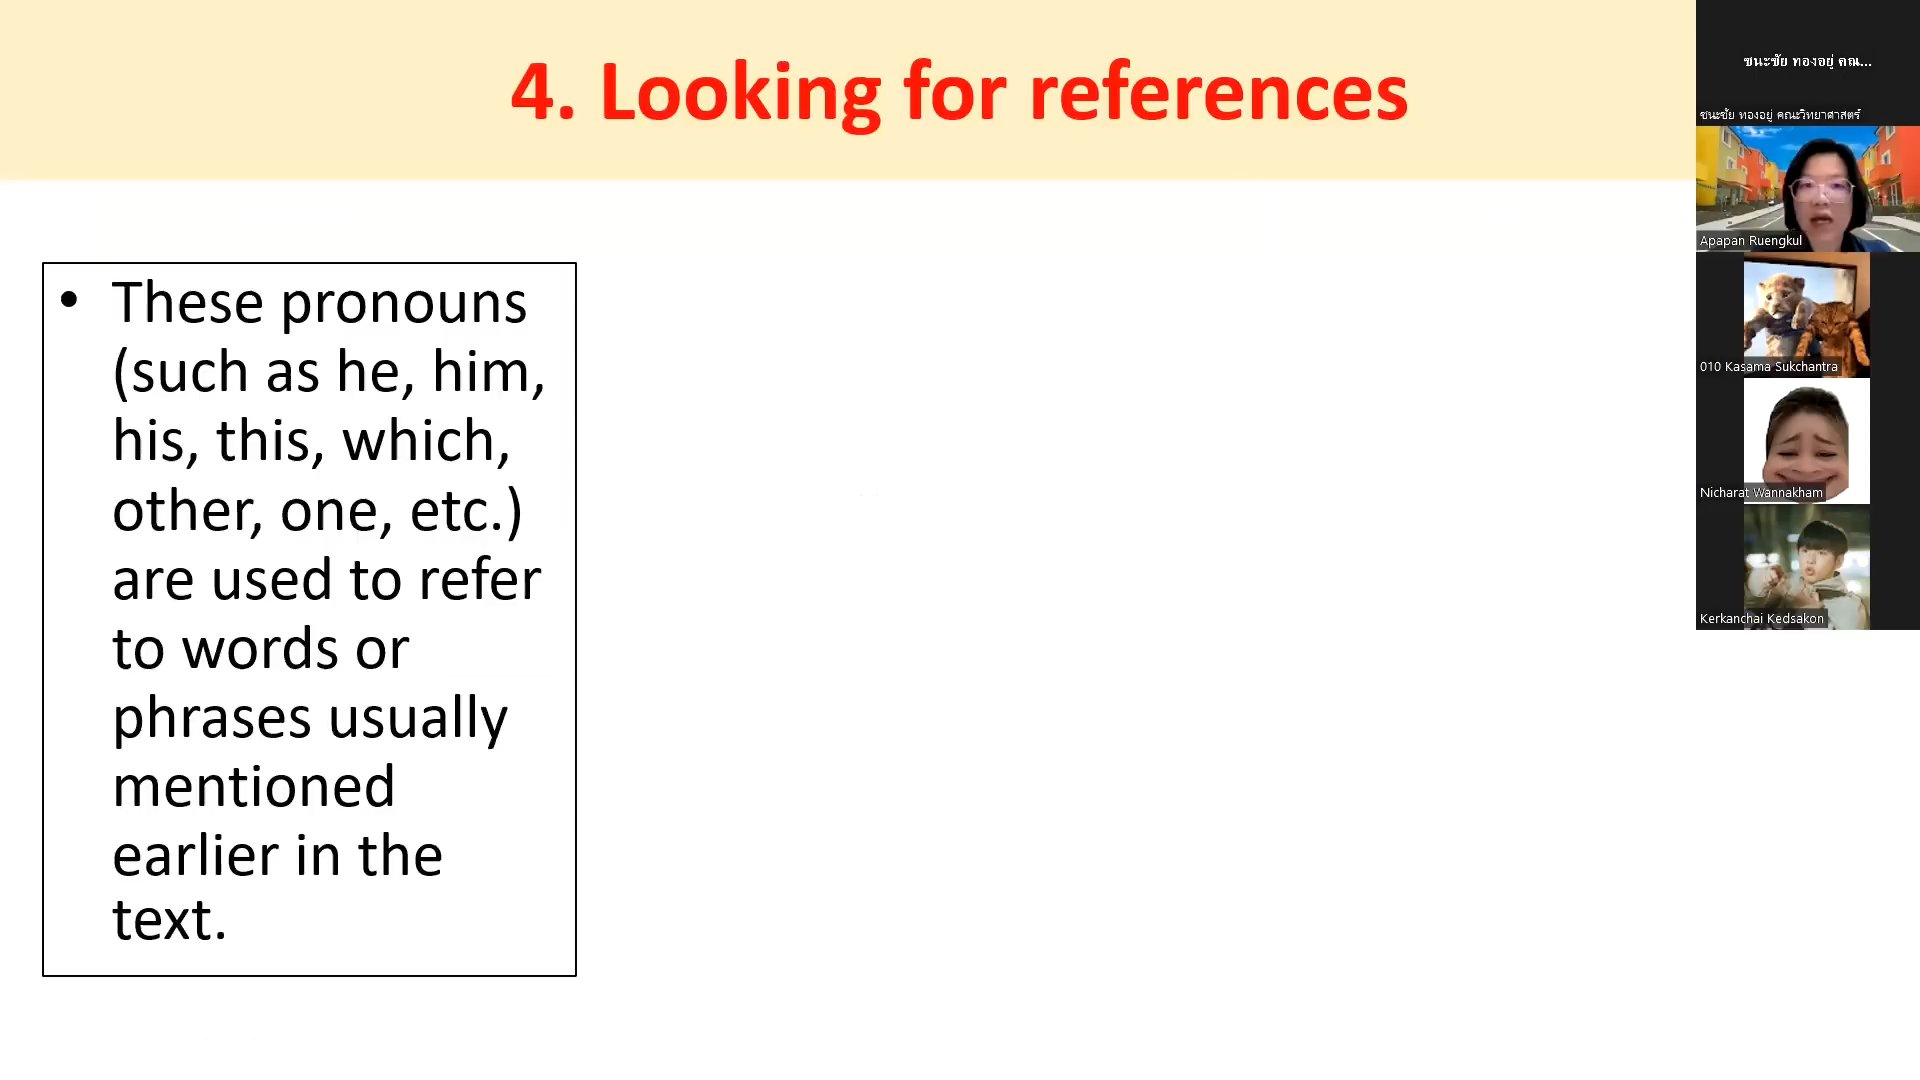 4. Looking for references
• These pronouns
(such as he, him,
his, this, which,
other, one, etc.)
are used to refer
to words or
phrases usually
mentioned
earlier in the
text.
ชนะชัย ทองอยู่ คณ...
ชนะชัย ทองอยู่ คณะวิทยาศาสตร์
Apapan Ruengkul
010 Kasama Sukchantra
Nicharat Wannakham
Kerkanchai Kedsakon